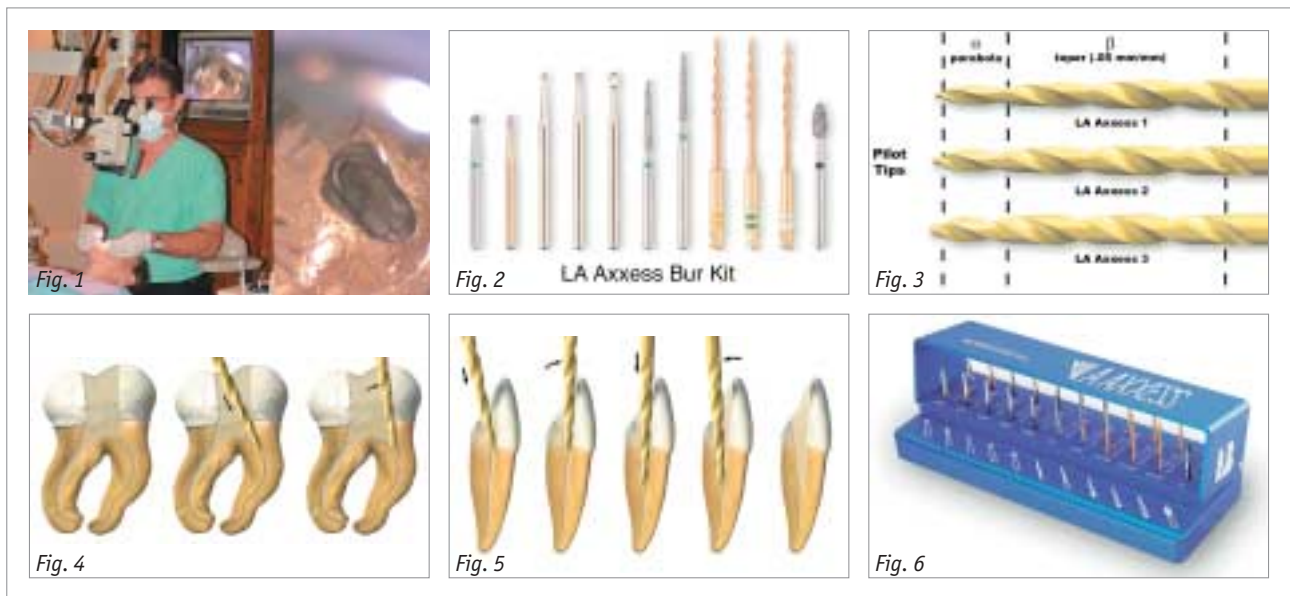 Fig. 1
LA Axxess Bur Kit
Fig. 2
α
β
parabola
taper (.06 mm/mm)
LA Axxess 1
Pilot
Tips
LA Axxess 2
LA Axxess 3
Fig. 3
Fig. 4
Fig. 5
AAXXESS
Fig. 6